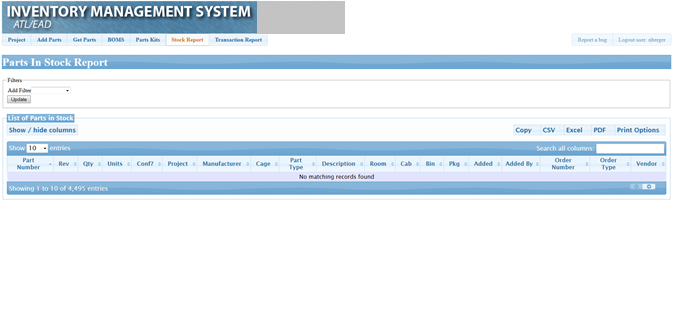 INVENTORY MANAGEMENT SYSTEM
ATL/EAD
Project Add Parts Get Parts BOMS Parts Kits Stock Report Transaction Report Report a bug Logout user: nberger
Parts In Stock Report
Filters
Add Filter
Update
List of Parts in Stock
Show / hide columns Copy CSV Excel PDF Print Options
Show 10 entries Search all columns:
Part Number Rev Qty Units Conf? Project Manufacturer Cage Part Type Description Room Cab Bin Pkg Added Added By Order Number Order Type Vendor
No matching records found
Showing 1 to 10 of 4,495 entries